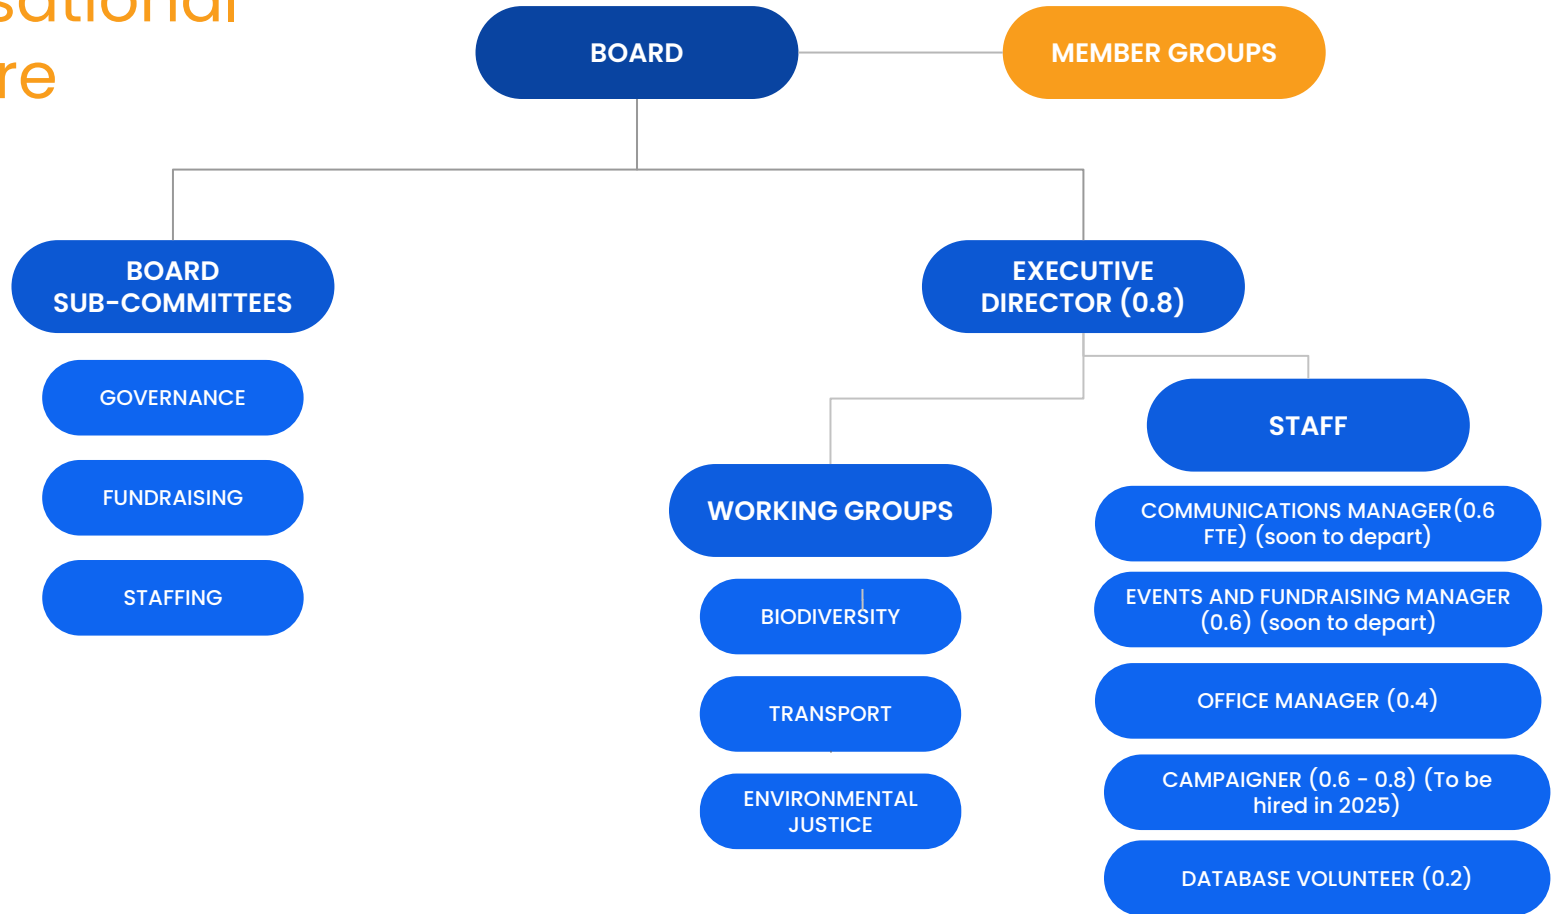 sational
re
BOARD
MEMBER GROUPS
BOARD
SUB-COMMITTEES
GOVERNANCE
FUNDRAISING
STAFFING
EXECUTIVE
DIRECTOR (0.8)
WORKING GROUPS
BIODIVERSITY
TRANSPORT
ENVIRONMENTAL
JUSTICE
STAFF
COMMUNICATIONS MANAGER(0.6
FTE) (soon to depart)
EVENTS AND FUNDRAISING MANAGER
(0.6) (soon to depart)
OFFICE MANAGER (0.4)
CAMPAIGNER (0.6 - 0.8) (To be
hired in 2025)
DATABASE VOLUNTEER (0.2)